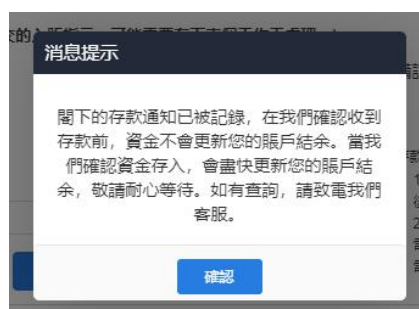 消息提示
閣下的存款通知已被記錄，在我們確認收到
存款前，資金不會更新您的賬戶結余。當我
們確認資金存入，會盡快更新您的賬戶結
余，敬請耐心等待。如有查詢，請致電我們
客服。
確認